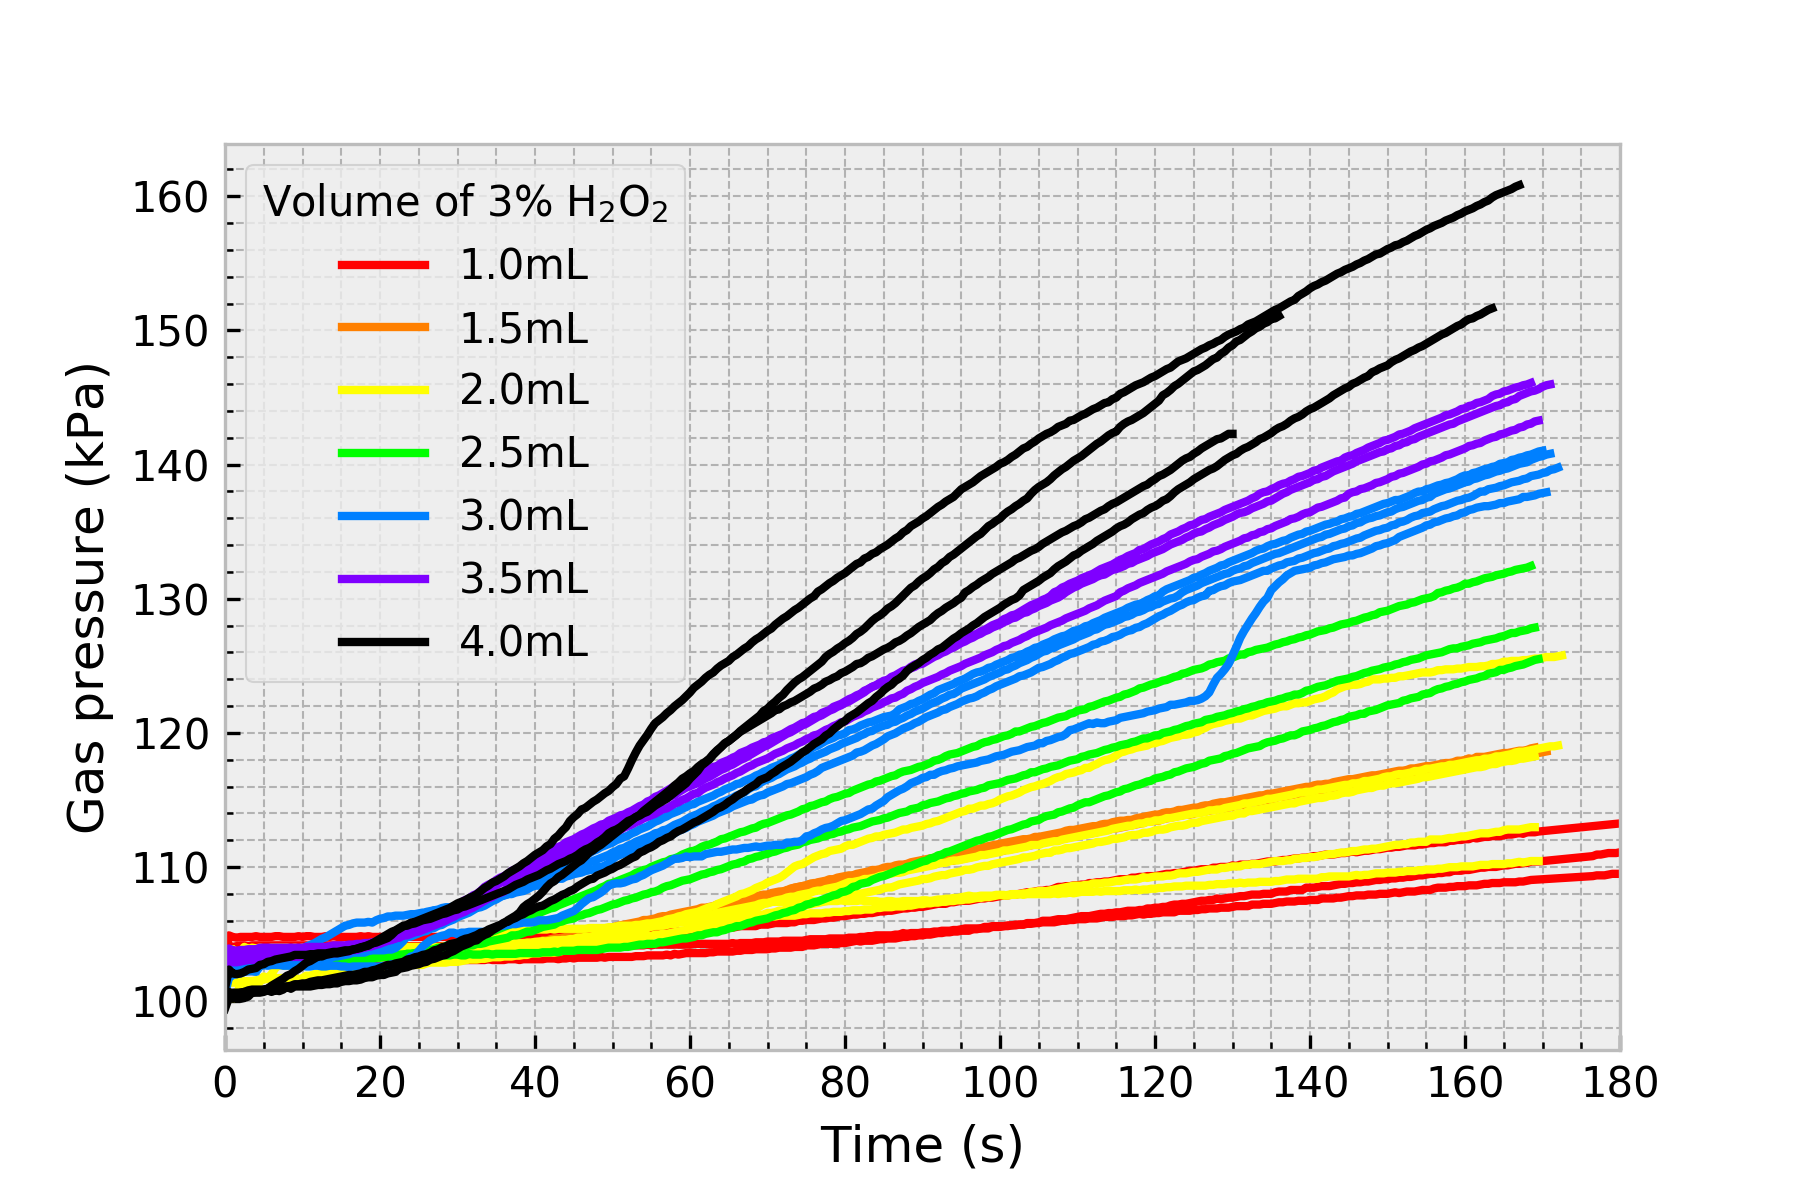 Volume of 3% H₂O₂
1.0mL
1.5mL
2.0mL
2.5mL
3.0mL
3.5mL
4.0mL
160
150
140
130
120
110
100
Gas pressure (kPa)
0 20 40 60 80 100 120 140 160 180
Time (s)